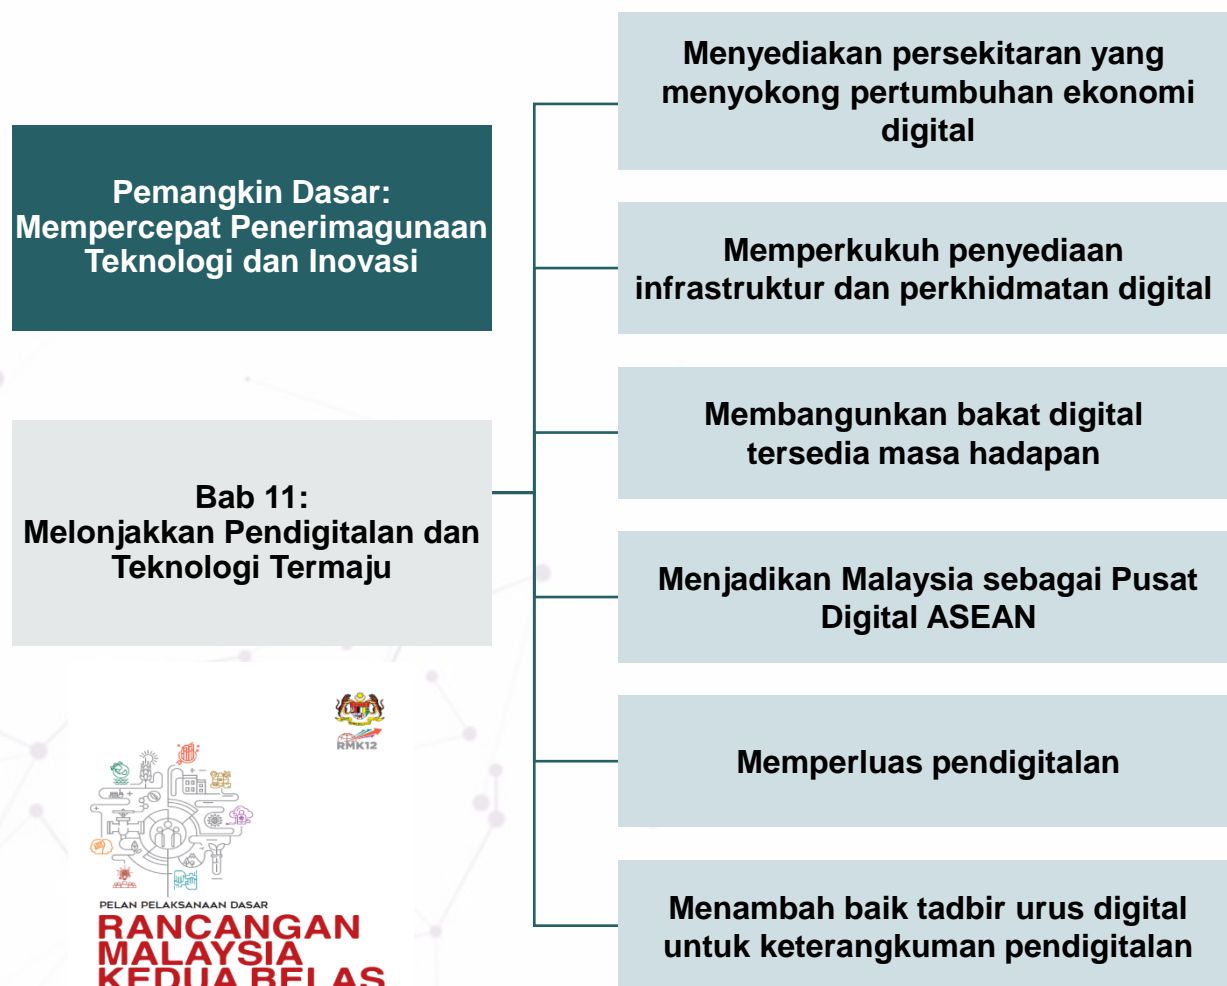 Pemangkin Dasar:
Mempercepat Penerimagunaan
Teknologi dan Inovasi
Bab 11:
Melonjakkan Pendigitalan dan
Teknologi Termaju
Menyediakan persekitaran yang
menyokong pertumbuhan ekonomi
digital
Memperkukuh penyediaan
infrastruktur dan perkhidmatan digital
Membangunkan bakat digital
tersedia masa hadapan
Menjadikan Malaysia sebagai Pusat
Digital ASEAN
Memperluas pendigitalan
Menambah baik tadbir urus digital
untuk keterangkuman pendigitalan
RMK12
PELAN PELAKSANAAN DASAR
RANCANGAN
MALAYSIA
KEDUA BELAS